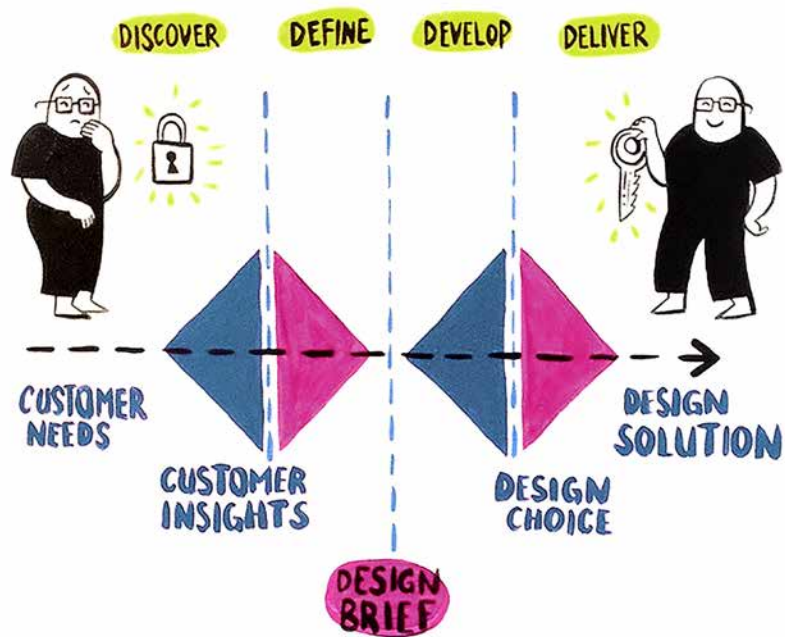 DISCOVER
DEFINE
DEVELOP
DELIVER
CUSTOMER
NEEDS
CUSTOMER
INSIGHTS
DESIGN
BRIEF
DESIGN
CHOICE
DESIGN
SOLUTION